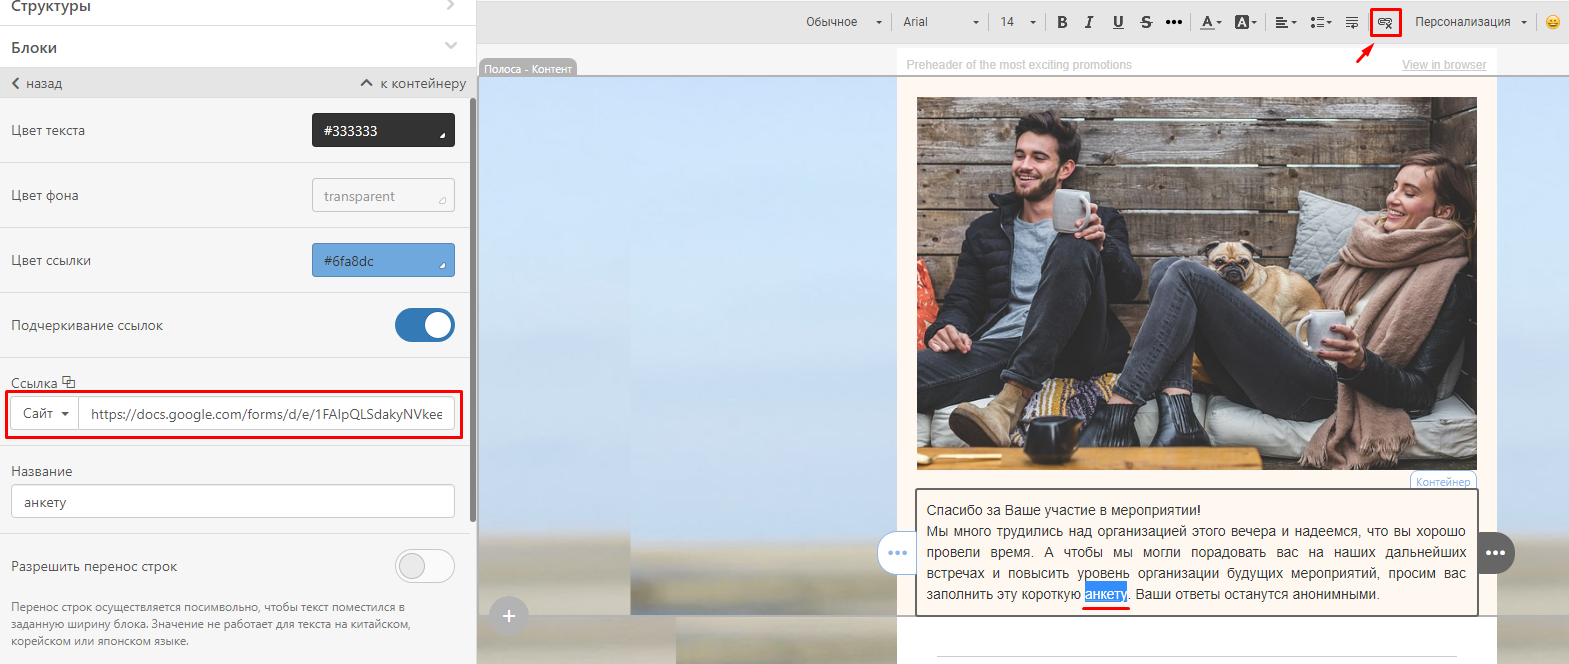 Структуры
Блоки
назад
к контейнеру
Цвет текста
#333333
Цвет фона
transparent
Цвет ссылки
#6fa8dc
Подчеркивание ссылок
Ссылка
Сайт
https://docs.google.com/forms/d/e/1FAIpQLSdakyNVkee
Название
анкету
Разрешить перенос строк
Перенос строк осуществляется посимвольно, чтобы текст поместился в
заданную ширину блока. Значение не работает для текста на китайском,
корейском или японском языке.
Обычное
Arial
14
B I U S ••• A A
Персонализация
Полоса - Контент
Preheader of the most exciting promotions
View in browser
Контейнер
Спасибо за Ваше участие в мероприятии!
Мы много трудились над организацией этого вечера и надеемся, что вы хорошо
провели время. А чтобы мы могли порадовать вас на наших дальнейших
встречах и повысить уровень организации будущих мероприятий, просим вас
заполнить эту короткую анкету. Ваши ответы останутся анонимными.